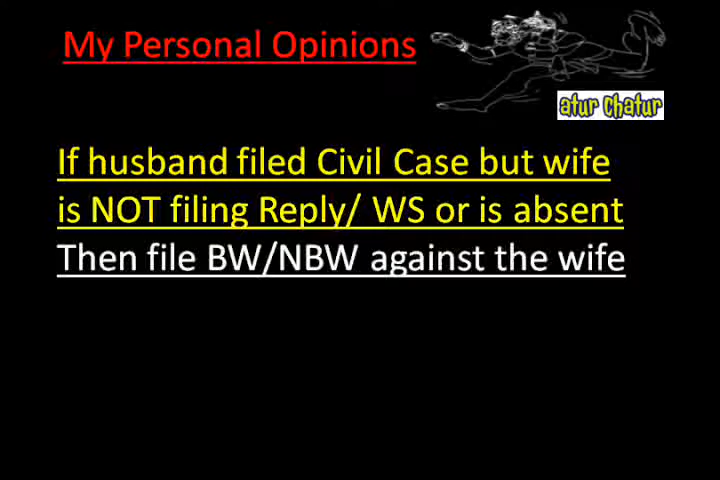 My Personal Opinions
atur chatur
If husband filed Civil Case but wife
is NOT filing Reply/ WS or is absent
Then file BW/NBW against the wife